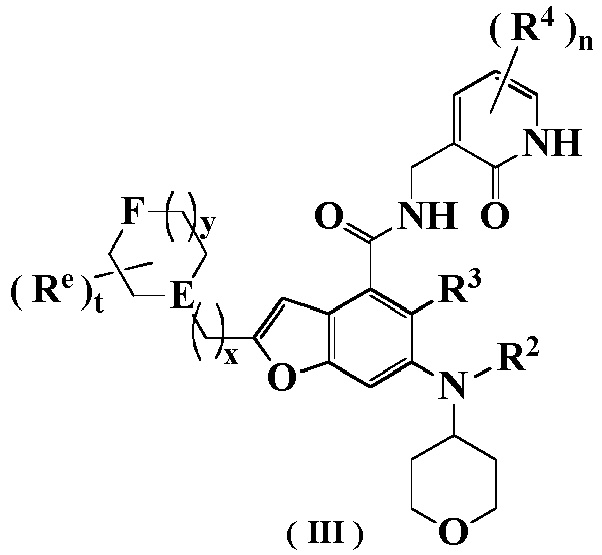 (R⁴)n
NH
O
O
NH
F
( )y
(Rᵉ)t
E
( )x
R³
O
N
R²
O
(III)